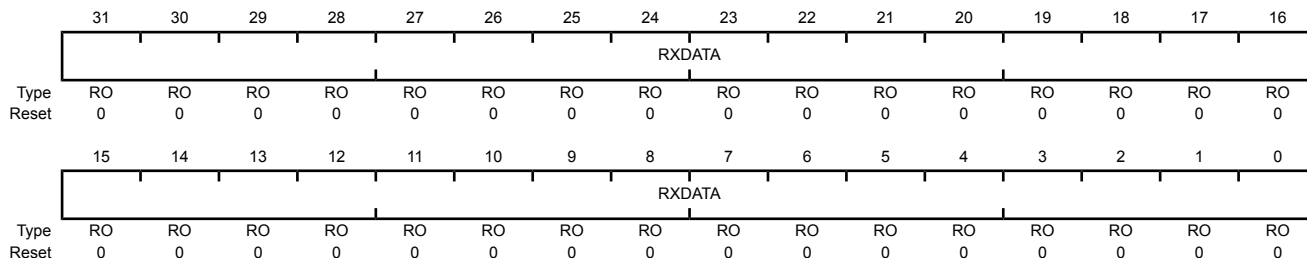 31 30 29 28 27 26 25 24 23 22 21 20 19 18 17 16
RXDATA
Type RO RO RO RO RO RO RO RO RO RO RO RO RO RO RO RO
Reset 0 0 0 0 0 0 0 0 0 0 0 0 0 0 0 0
15 14 13 12 11 10 9 8 7 6 5 4 3 2 1 0
RXDATA
Type RO RO RO RO RO RO RO RO RO RO RO RO RO RO RO RO
Reset 0 0 0 0 0 0 0 0 0 0 0 0 0 0 0 0